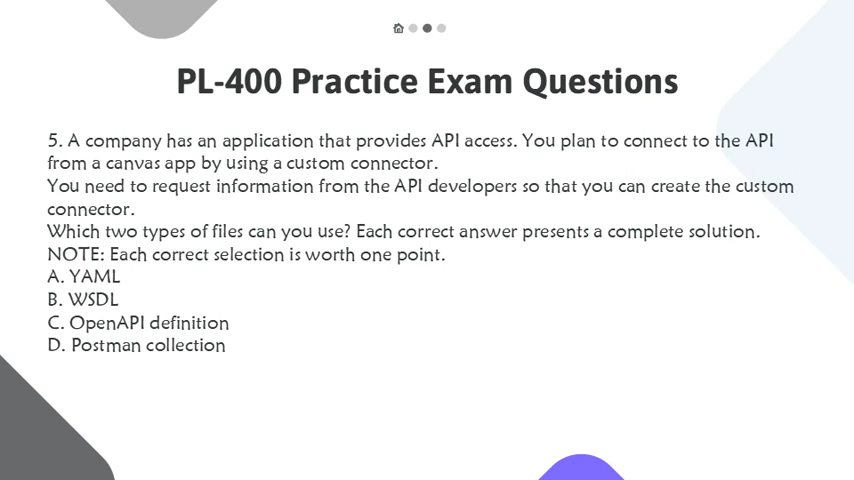 PL-400 Practice Exam Questions
5. A company has an application that provides API access. You plan to connect to the API
from a canvas app by using a custom connector.
You need to request information from the API developers so that you can create the custom
connector.
Which two types of files can you use? Each correct answer presents a complete solution.
NOTE: Each correct selection is worth one point.
A. YAML
B. WSDL
C. OpenAPI definition
D. Postman collection